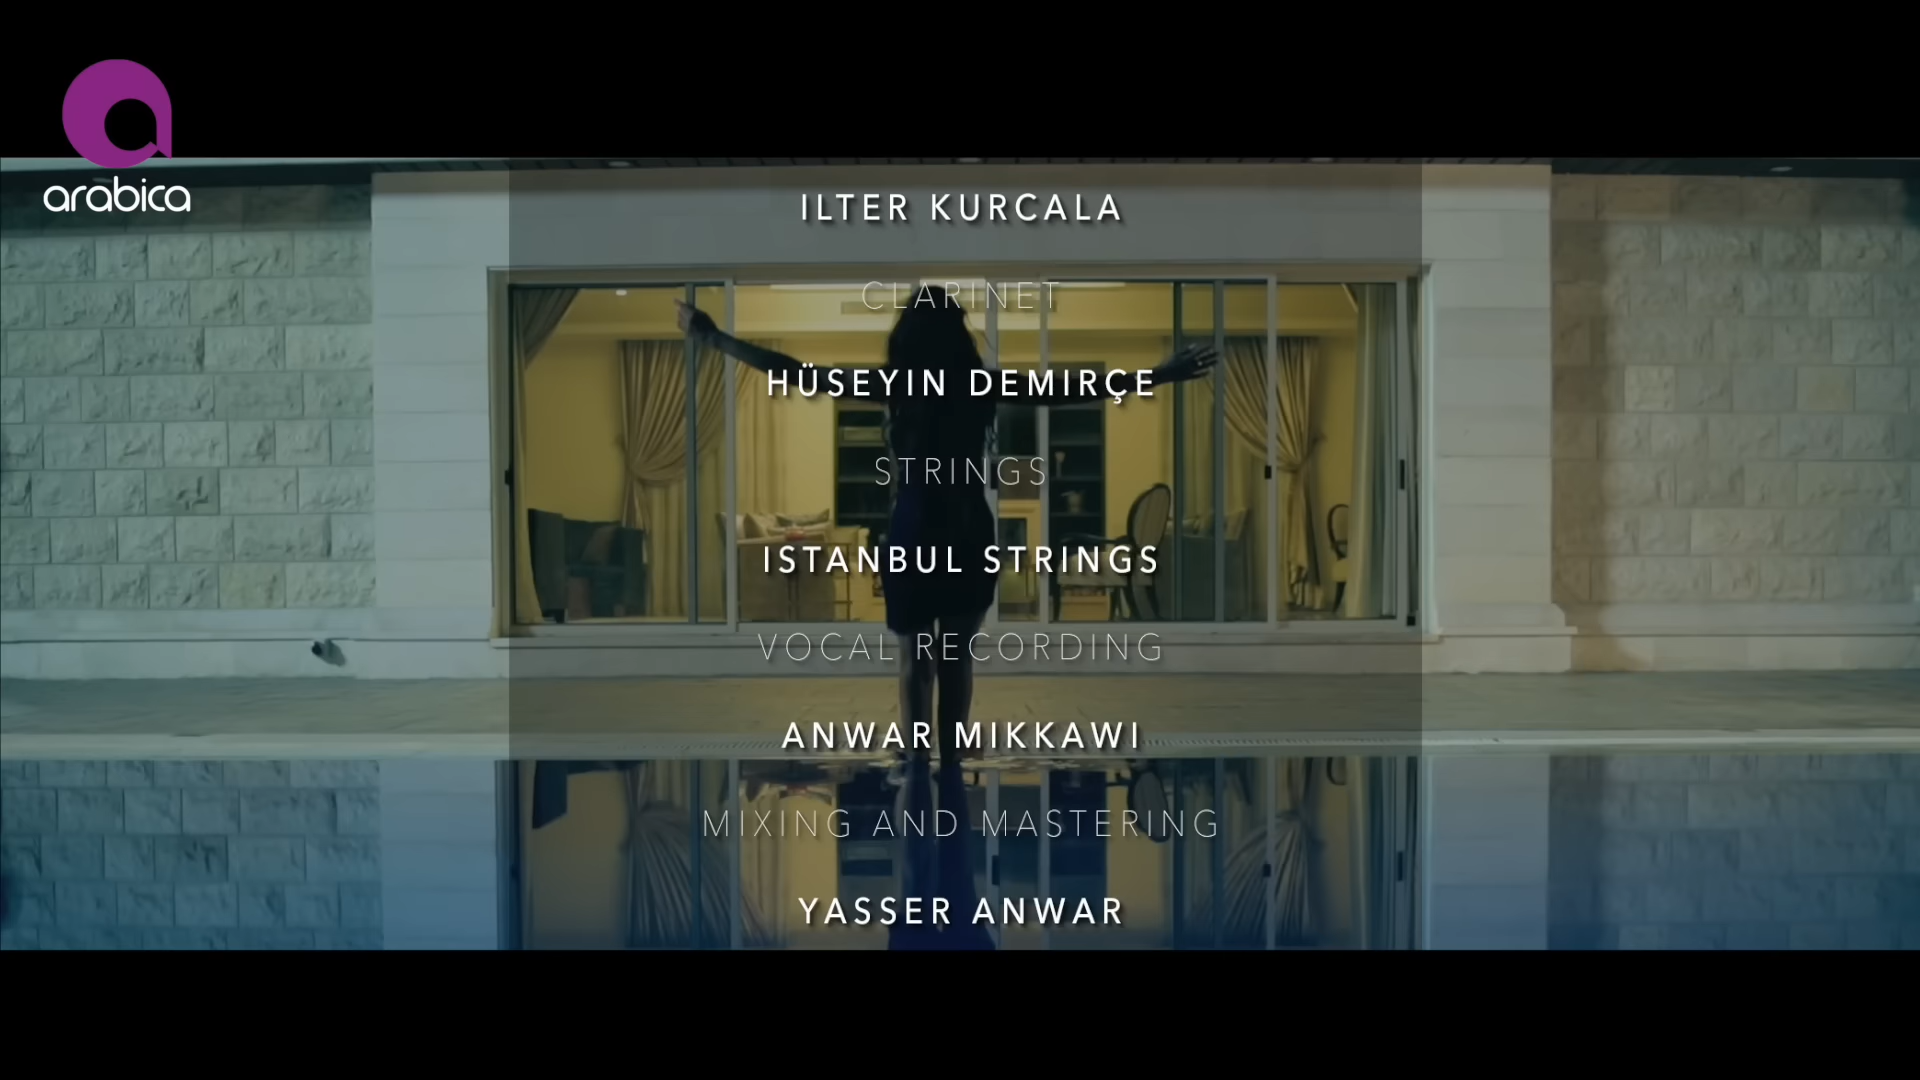 arabica
ILTER KURCALA
CLARINET
HÜSEYIN DEMIRÇE
STRINGS
ISTANBUL STRINGS
VOCAL RECORDING
ANWAR MIKKAWI
MIXING AND MASTERING
YASSER ANWAR